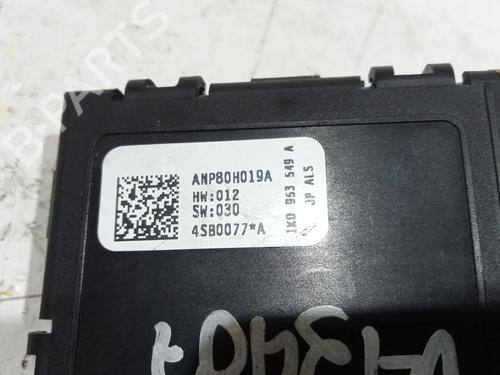 ANP80H019A
HW:012
SW:030
4SB0077*A
1K0 953 549 A
JP ALS
B-PARTS